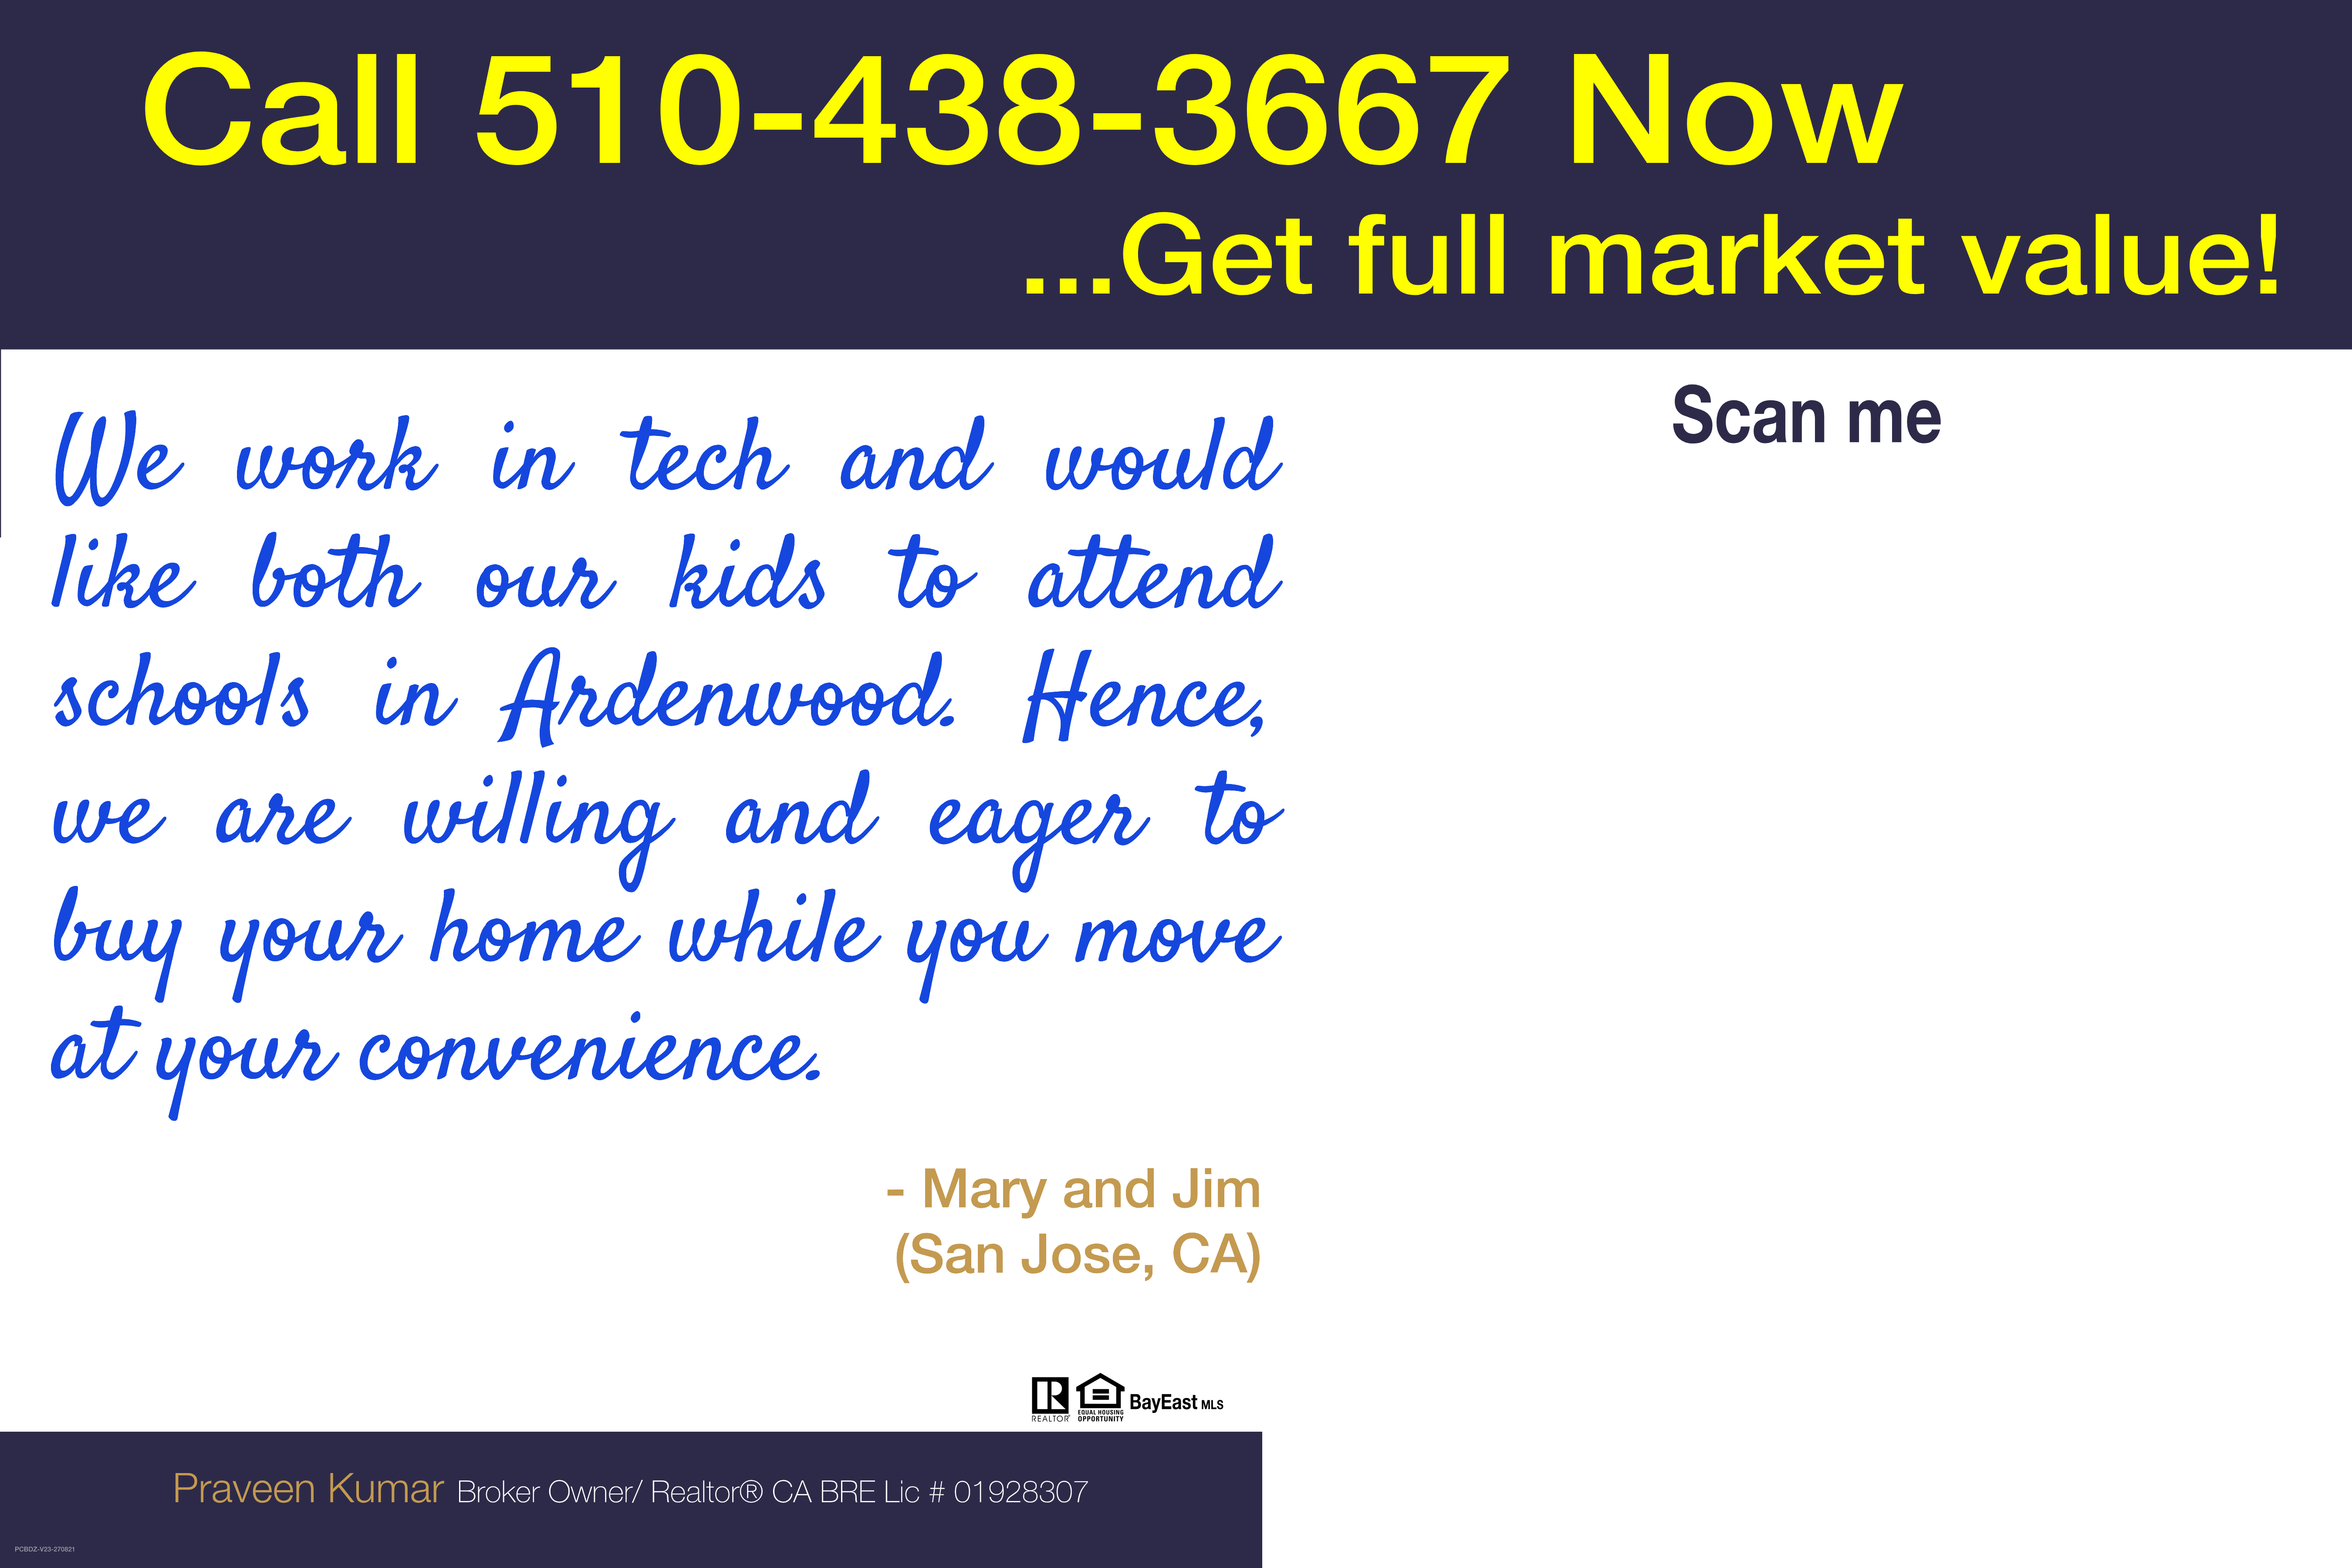 Call 510-438-3667 Now
...Get full market value!
Scan me
We work in tech and would
like both our kids to attend
schools in Ardenwood. Hence,
we are willing and eager to
buy your home while you move
at your convenience.
- Mary and Jim
(San Jose, CA)
REALTOR®
EQUAL HOUSING
OPPORTUNITY
BayEast MLS
Praveen Kumar Broker Owner/ Realtor® CA BRE Lic # 01928307
PCBDZ-V23-270821